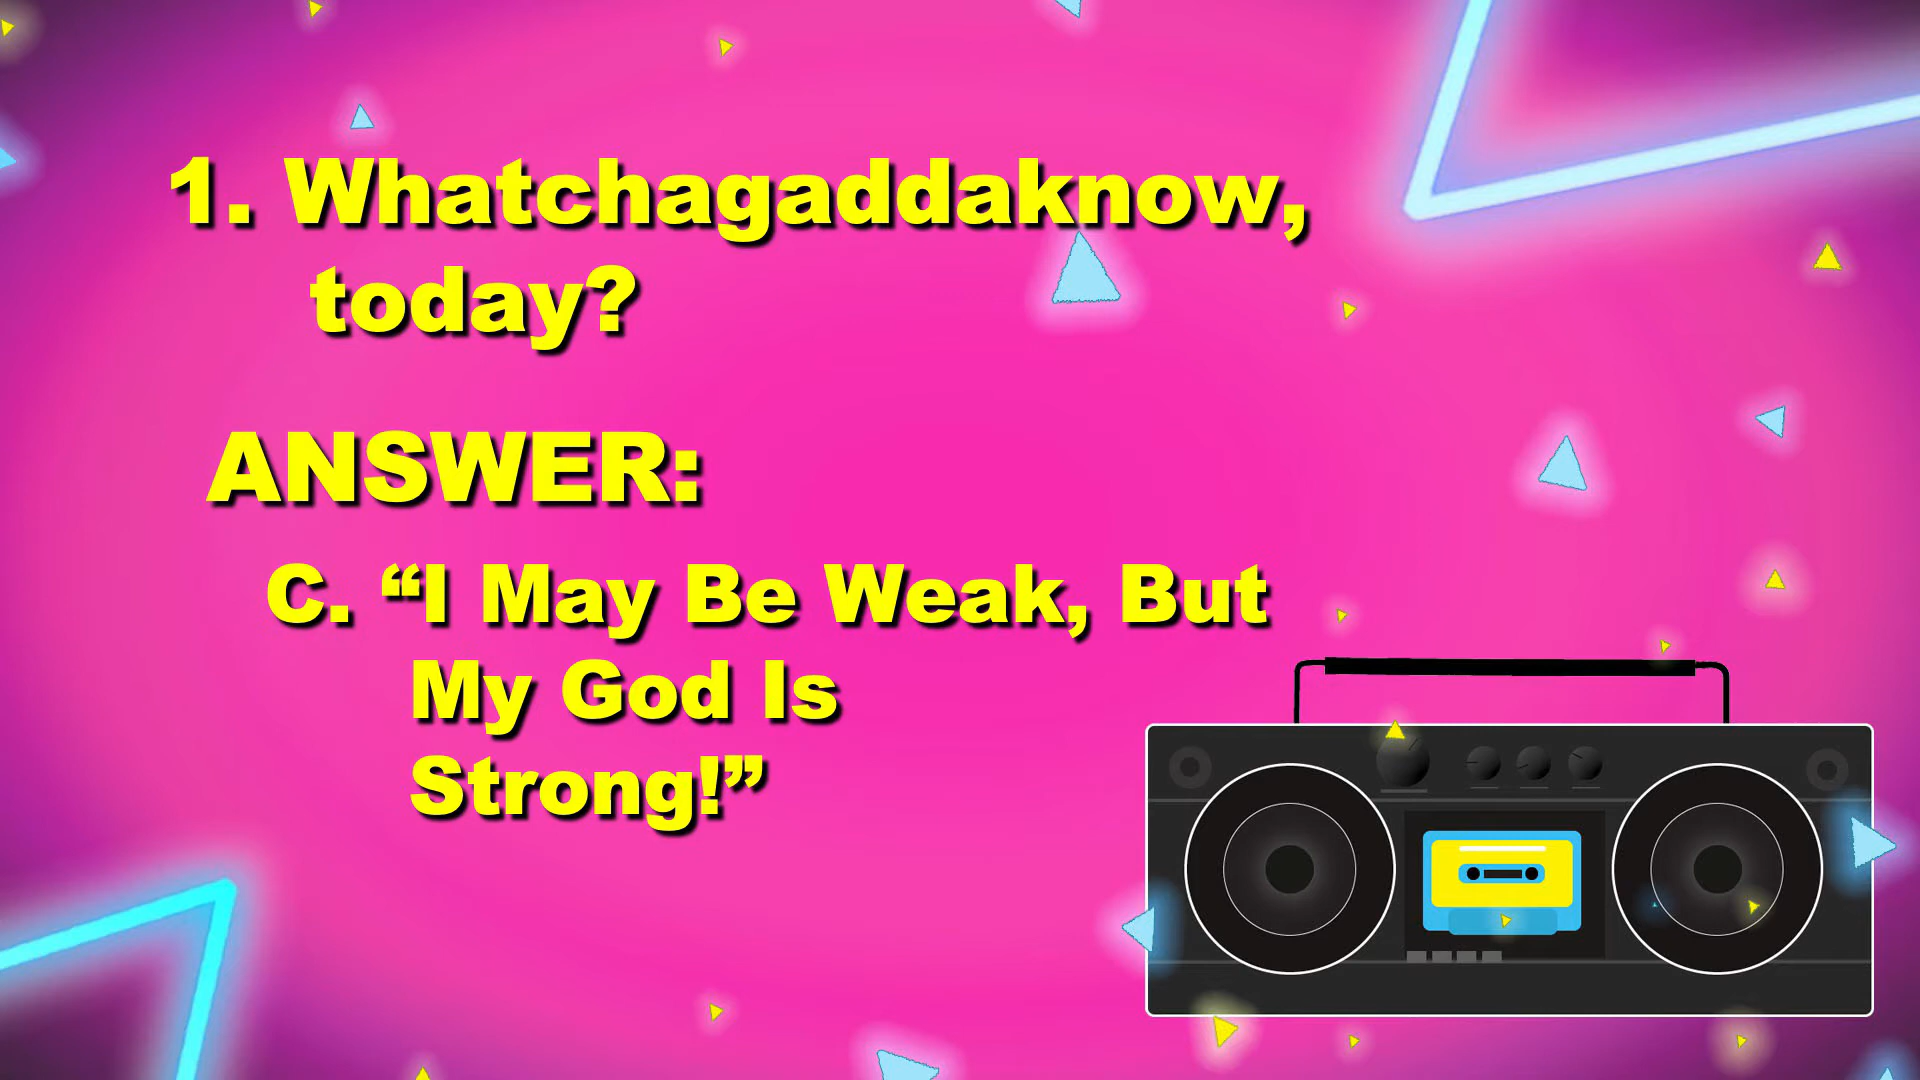 1. Whatchagaddaknow,
today?
ANSWER:
C. “I May Be Weak, But
My God Is
Strong!”